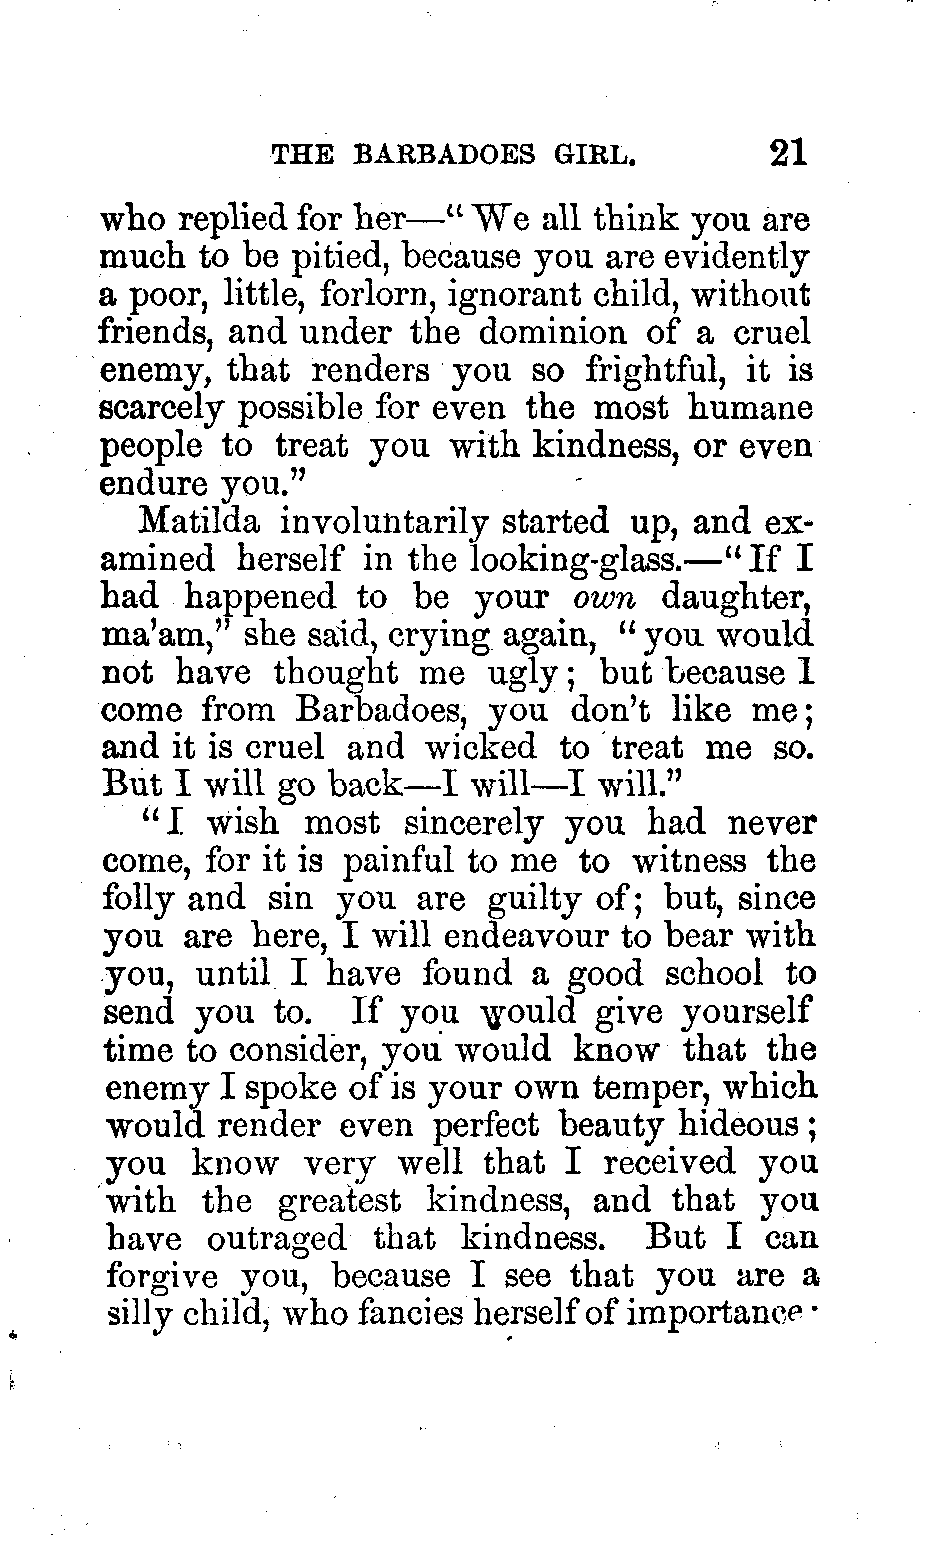 THE BARBADOES GIRL. 21
who replied for her—“We all think you are
much to be pitied, because you are evidently
a poor, little, forlorn, ignorant child, without
friends, and under the dominion of a cruel
enemy, that renders you so frightful, it is
scarcely possible for even the most humane
people to treat you with kindness, or even
endure you.”
Matilda involuntarily started up, and ex-
amined herself in the looking-glass.—“If I
had happened to be your own daughter,
ma’am,” she said, crying again, “you would
not have thought me ugly; but because I
come from Barbadoes, you don’t like me;
and it is cruel and wicked to treat me so.
But I will go back—I will—I will.”
“I wish most sincerely you had never
come, for it is painful to me to witness the
folly and sin you are guilty of; but, since
you are here, I will endeavour to bear with
you, until I have found a good school to
send you to. If you would give yourself
time to consider, you would know that the
enemy I spoke of is your own temper, which
would render even perfect beauty hideous;
you know very well that I received you
with the greatest kindness, and that you
have outraged that kindness. But I can
forgive you, because I see that you are a
silly child, who fancies herself of importance